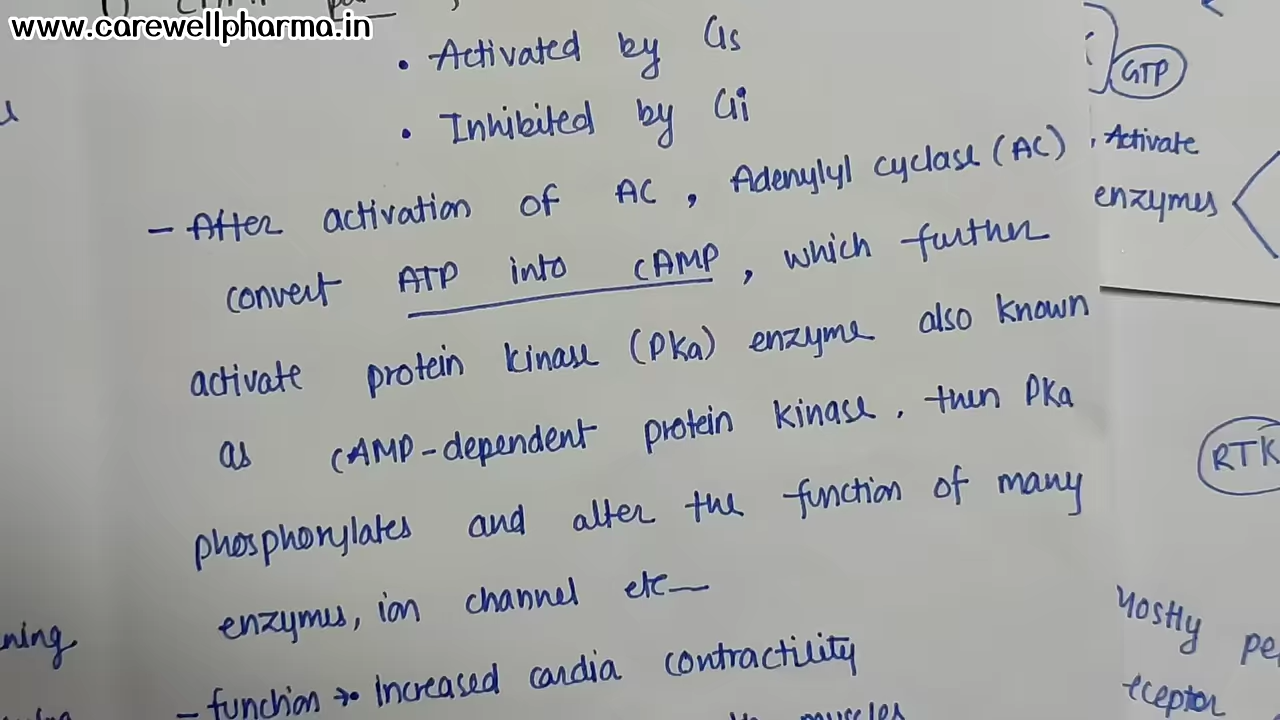 www.carewellpharma.in
• Activated by Gs
• Inhibited by Gi
GTP
- After activation of AC, Adenylyl cyclase (AC)
convert ATP into cAMP, which further
activate protein kinase (PKa) enzyme also known
as cAMP-dependent protein kinase. then PKa
phosphorylates and alter the function of many
enzymes, ion channel etc—
- function → • Increased cardia contractility
muscles
Activate
enzymes
RTK
Mostly